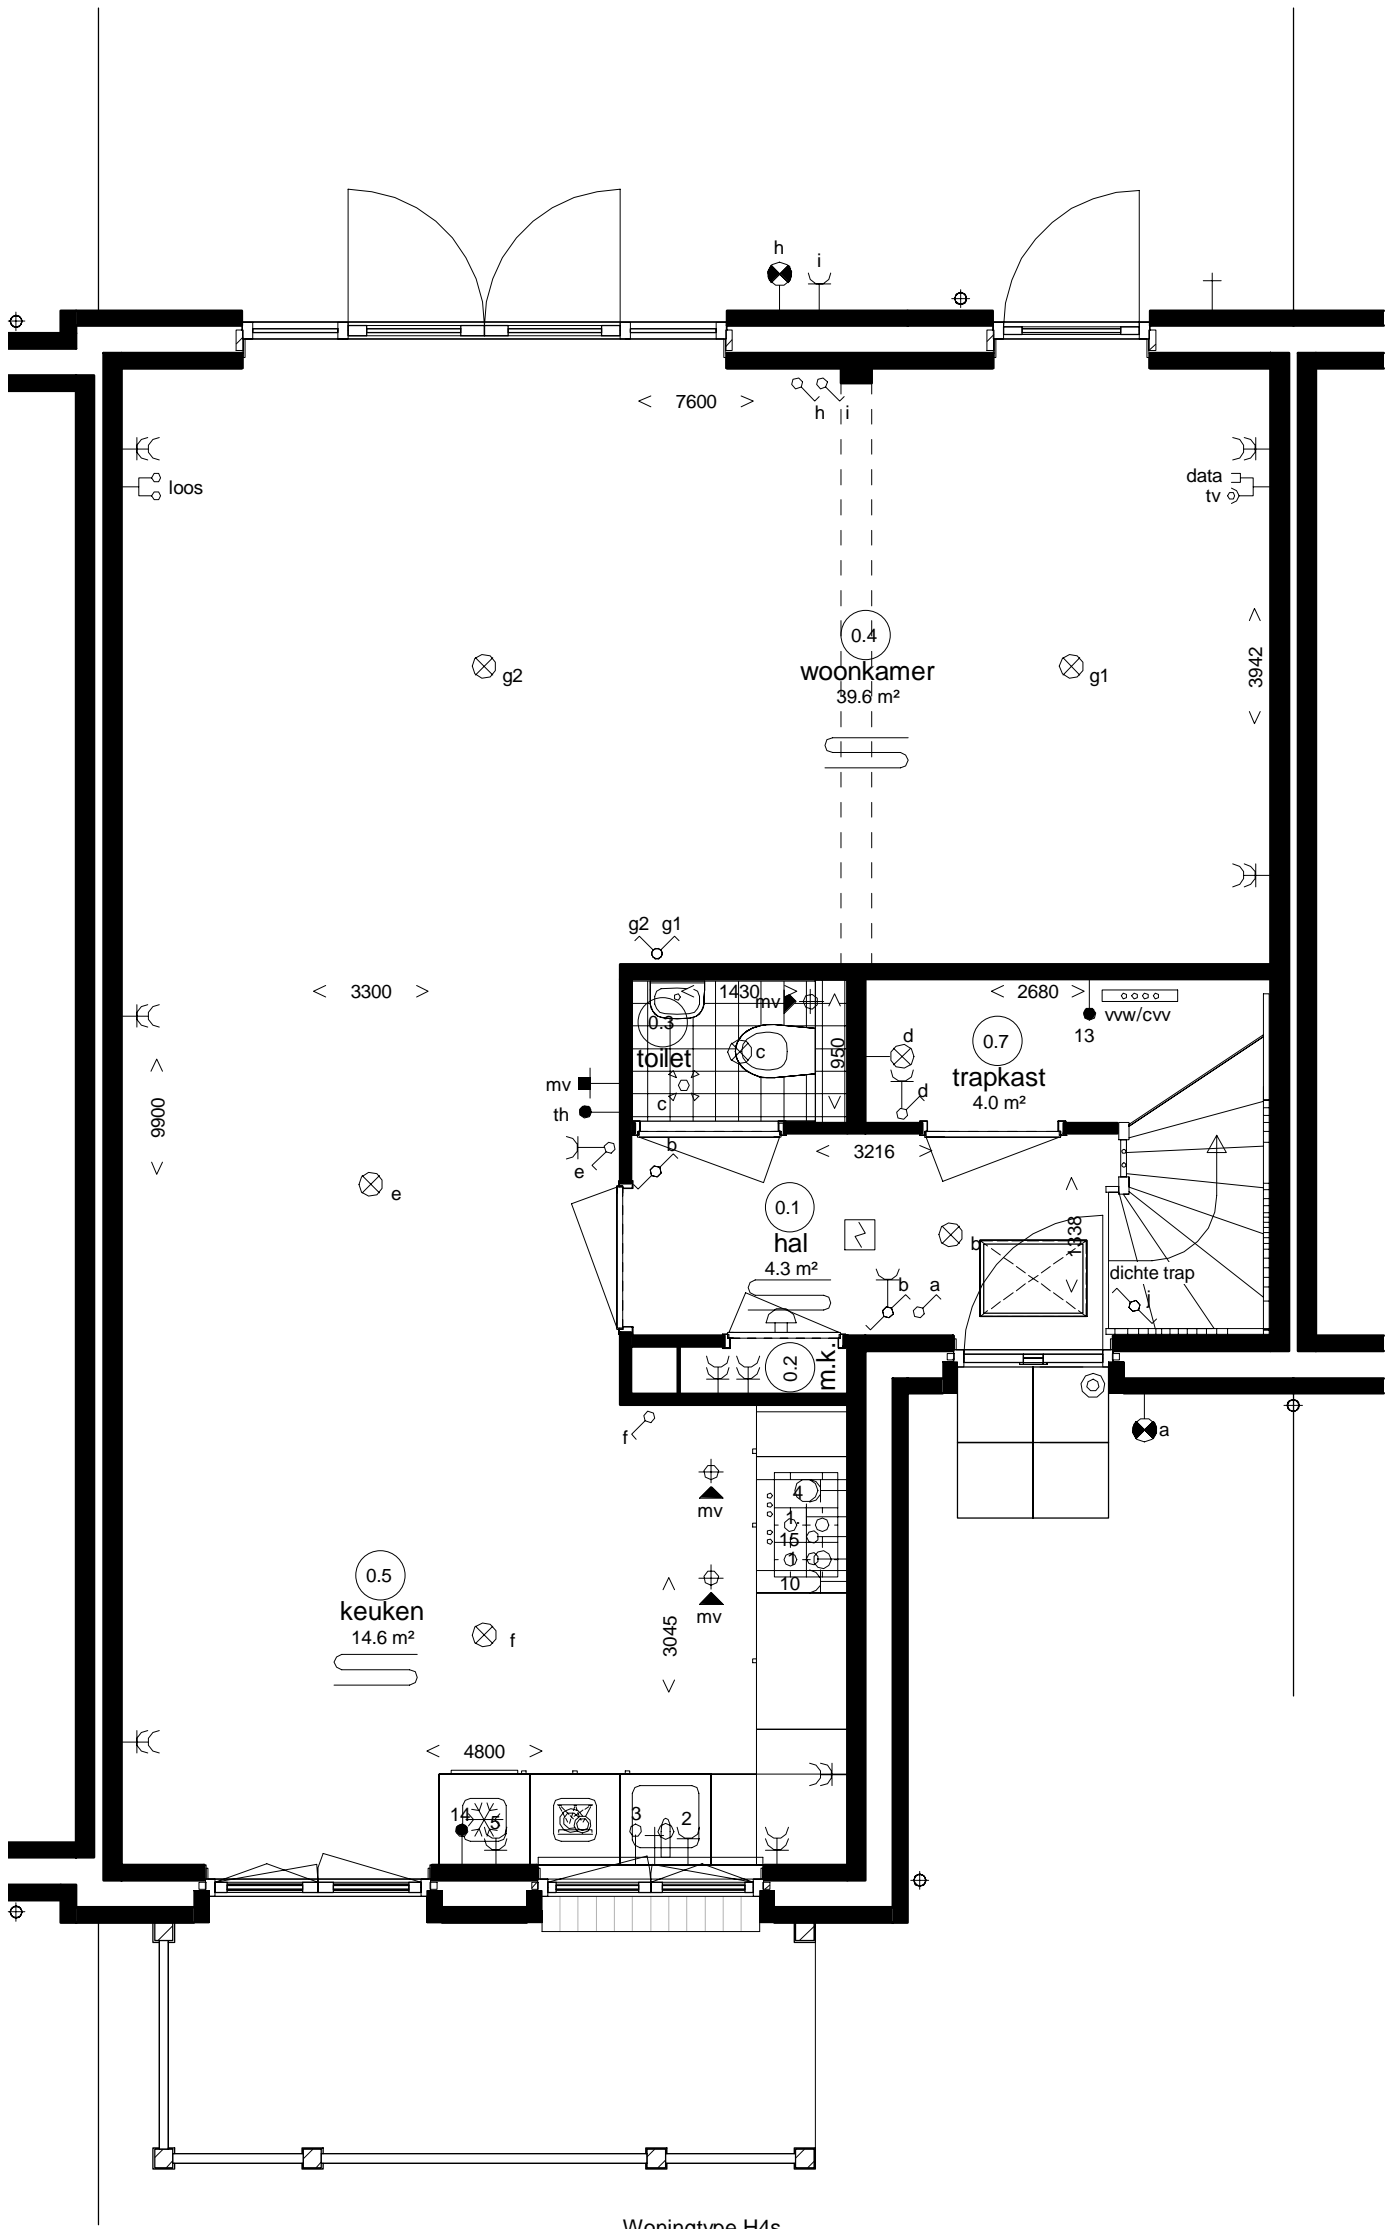 h
i
< 7600 >
h
i
loos
data
tv
0.4
woonkamer
39.6 m²
g2
g1
< 3942 >
g2 g1
< 3300 >
< 1430 >
< 2680 >
mv
vvw/cvv
13
0.3
toilet
c
c
< 950 >
d
d
0.7
trapkast
4.0 m²
mv
th
< 9900 >
e
b
< 3216 >
e
0.1
hal
4.3 m²
b
< 1338 >
dichte trap
j
b
a
0.2
m.k.
f
a
mv
4
1
15
1
10
mv
0.5
keuken
14.6 m²
f
< 3045 >
< 4800 >
14
5
3
2
Woningtype H4s